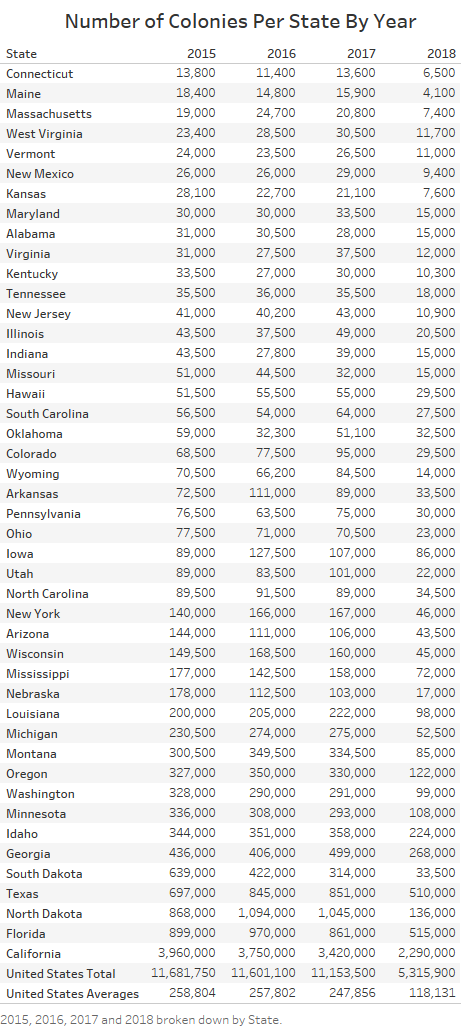 Number of Colonies Per State By Year
State 2015 2016 2017 2018
Connecticut 13,800 11,400 13,600 6,500
Maine 18,400 14,800 15,900 4,100
Massachusetts 19,000 24,700 20,800 7,400
West Virginia 23,400 28,500 30,500 11,700
Vermont 24,000 23,500 26,500 11,000
New Mexico 26,000 26,000 29,000 9,400
Kansas 28,100 22,700 21,100 7,600
Maryland 30,000 30,000 33,500 15,000
Alabama 31,000 30,500 28,000 15,000
Virginia 31,000 27,500 37,500 12,000
Kentucky 33,500 27,000 30,000 10,300
Tennessee 35,500 36,000 35,500 18,000
New Jersey 41,000 40,200 43,000 10,900
Illinois 43,500 37,500 49,000 20,500
Indiana 43,500 27,800 39,000 15,000
Missouri 51,000 44,500 32,000 15,000
Hawaii 51,500 55,500 55,000 29,500
South Carolina 56,500 54,000 64,000 27,500
Oklahoma 59,000 32,300 51,100 32,500
Colorado 68,500 77,500 95,000 29,500
Wyoming 70,500 66,200 84,500 14,000
Arkansas 72,500 111,000 89,000 33,500
Pennsylvania 76,500 63,500 75,000 30,000
Ohio 77,500 71,000 70,500 23,000
Iowa 89,000 127,500 107,000 86,000
Utah 89,000 83,500 101,000 22,000
North Carolina 89,500 91,500 89,000 34,500
New York 140,000 166,000 167,000 46,000
Arizona 144,000 111,000 106,000 43,500
Wisconsin 149,500 168,500 160,000 45,000
Mississippi 177,000 142,500 158,000 72,000
Nebraska 178,000 112,500 103,000 17,000
Louisiana 200,000 205,000 222,000 98,000
Michigan 230,500 274,000 275,000 52,500
Montana 300,500 349,500 334,500 85,000
Oregon 327,000 350,000 330,000 122,000
Washington 328,000 290,000 291,000 99,000
Minnesota 336,000 308,000 293,000 108,000
Idaho 344,000 351,000 358,000 224,000
Georgia 436,000 406,000 499,000 268,000
South Dakota 639,000 422,000 314,000 33,500
Texas 697,000 845,000 851,000 510,000
North Dakota 868,000 1,094,000 1,045,000 136,000
Florida 899,000 970,000 861,000 515,000
California 3,960,000 3,750,000 3,420,000 2,290,000
United States Total 11,681,750 11,601,100 11,153,500 5,315,900
United States Averages 258,804 257,802 247,856 118,131
2015, 2016, 2017 and 2018 broken down by State.